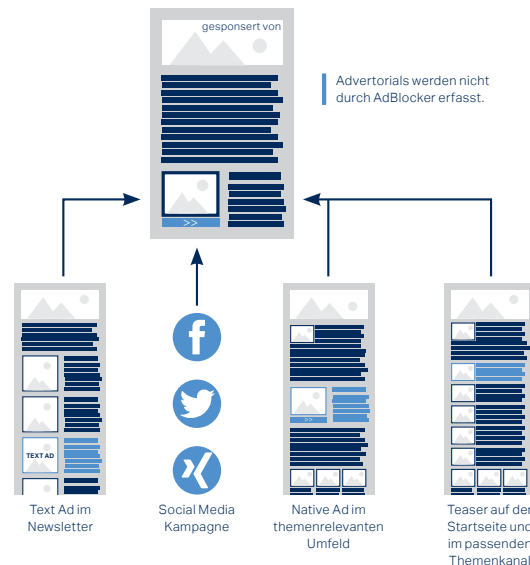 gesponsert von
Advertorials werden nicht
durch AdBlocker erfasst.
>>
TEXT AD
>>
Text Ad im
Newsletter
Social Media
Kampagne
Native Ad im
themenrelevanten
Umfeld
Teaser auf der
Startseite und
im passenden
Themenkanal